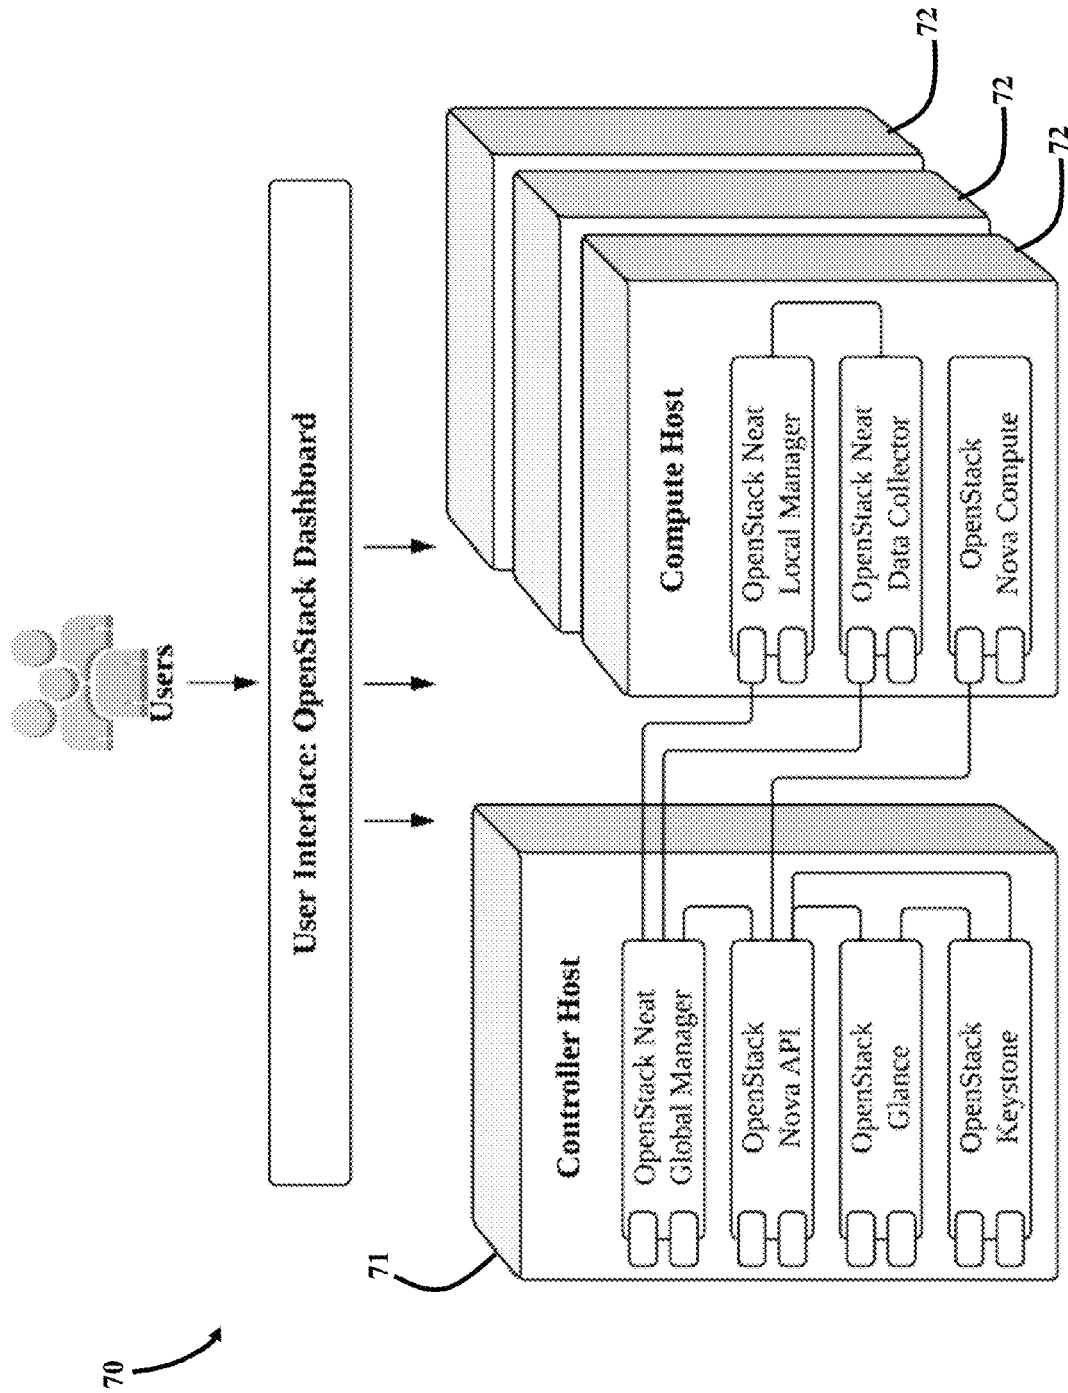 70
Users
User Interface: OpenStack Dashboard
71
Controller Host
OpenStack Neat
Global Manager
OpenStack
Nova API
OpenStack
Glance
OpenStack
Keystone
Compute Host
OpenStack Neat
Local Manager
OpenStack Neat
Data Collector
OpenStack
Nova Compute
72
72
72